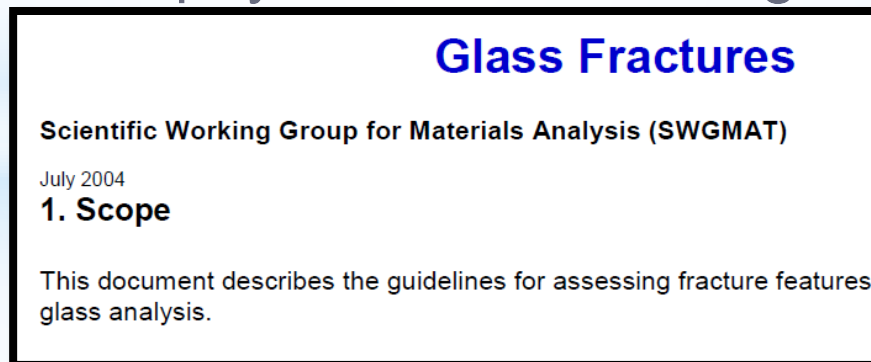 Glass Fractures
Scientific Working Group for Materials Analysis (SWGMAT)
July 2004
1. Scope
This document describes the guidelines for assessing fracture features
glass analysis.